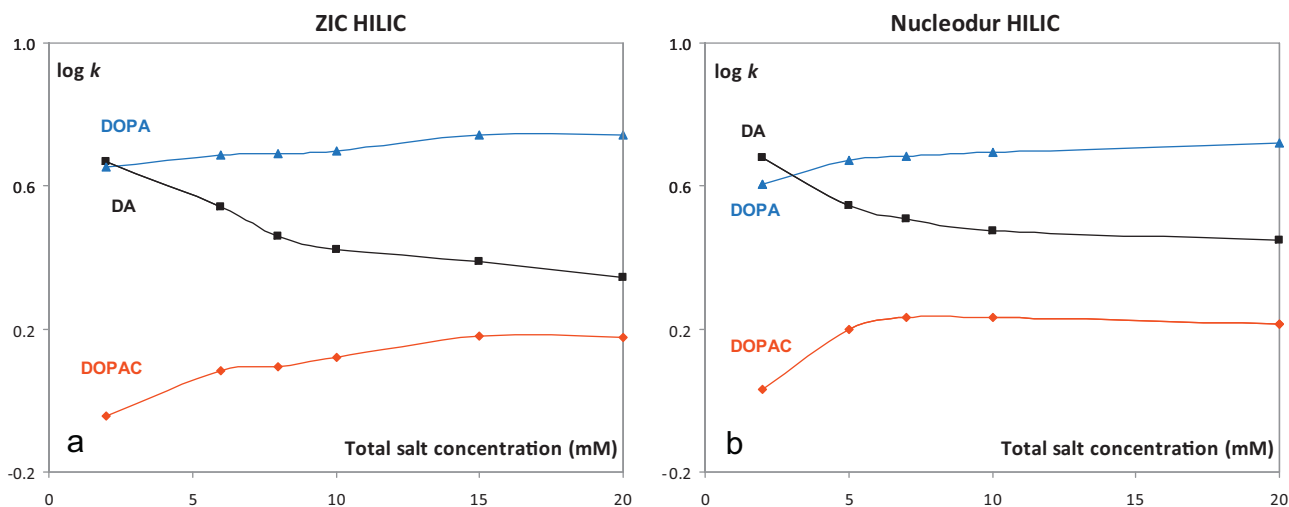 ZIC HILIC
1.0
log k
DOPA
0.6
DA
0.2
DOPAC
a
Total salt concentration (mM)
-0.2
0 5 10 15 20
Nucleodur HILIC
1.0
log k
DA
0.6
DOPA
0.2
DOPAC
b
Total salt concentration (mM)
-0.2
0 5 10 15 20